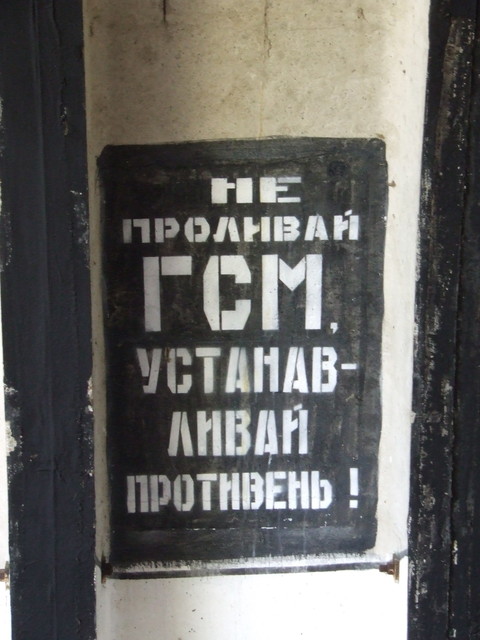 НЕ
ПРОЛИВАЙ
ГСМ,
УСТАНАВ-
ЛИВАЙ
ПРОТИВЕНЬ!